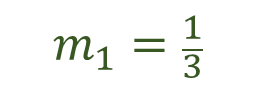 m₁ = 1/3